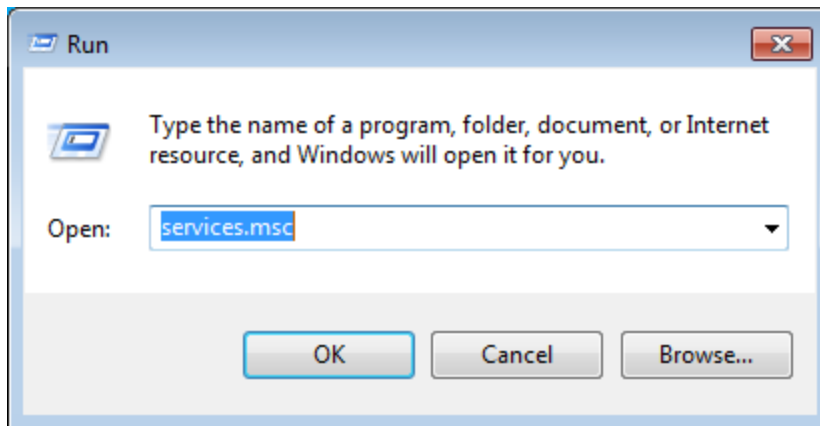 Run
Type the name of a program, folder, document, or Internet
resource, and Windows will open it for you.
Open: services.msc
OK Cancel Browse...